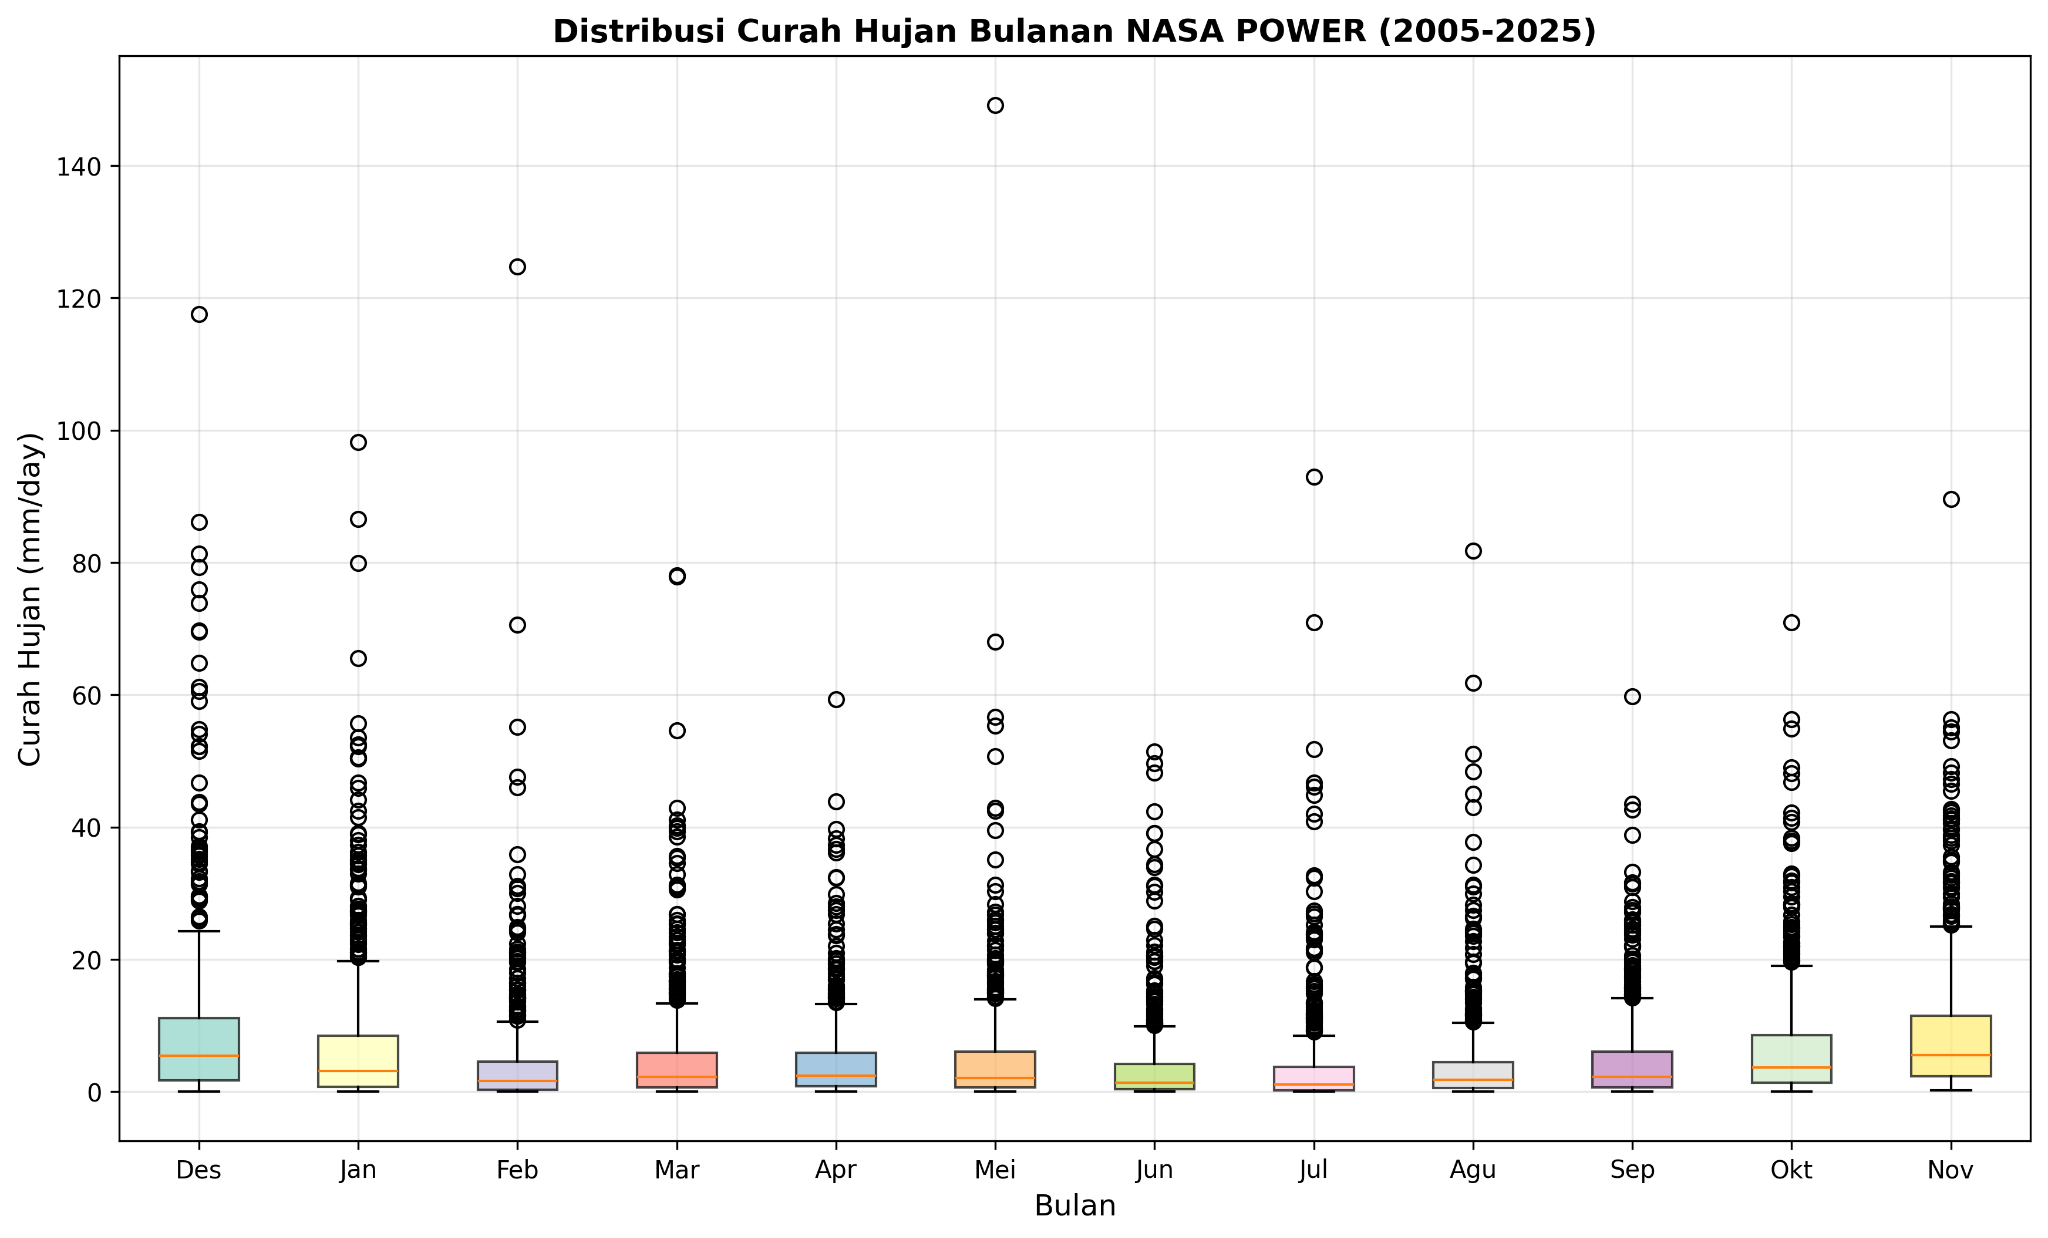 Distribusi Curah Hujan Bulanan NASA POWER (2005-2025)
Curah Hujan (mm/day)
140
120
100
80
60
40
20
0
Des Jan Feb Mar Apr Mei Jun Jul Agu Sep Okt Nov
Bulan